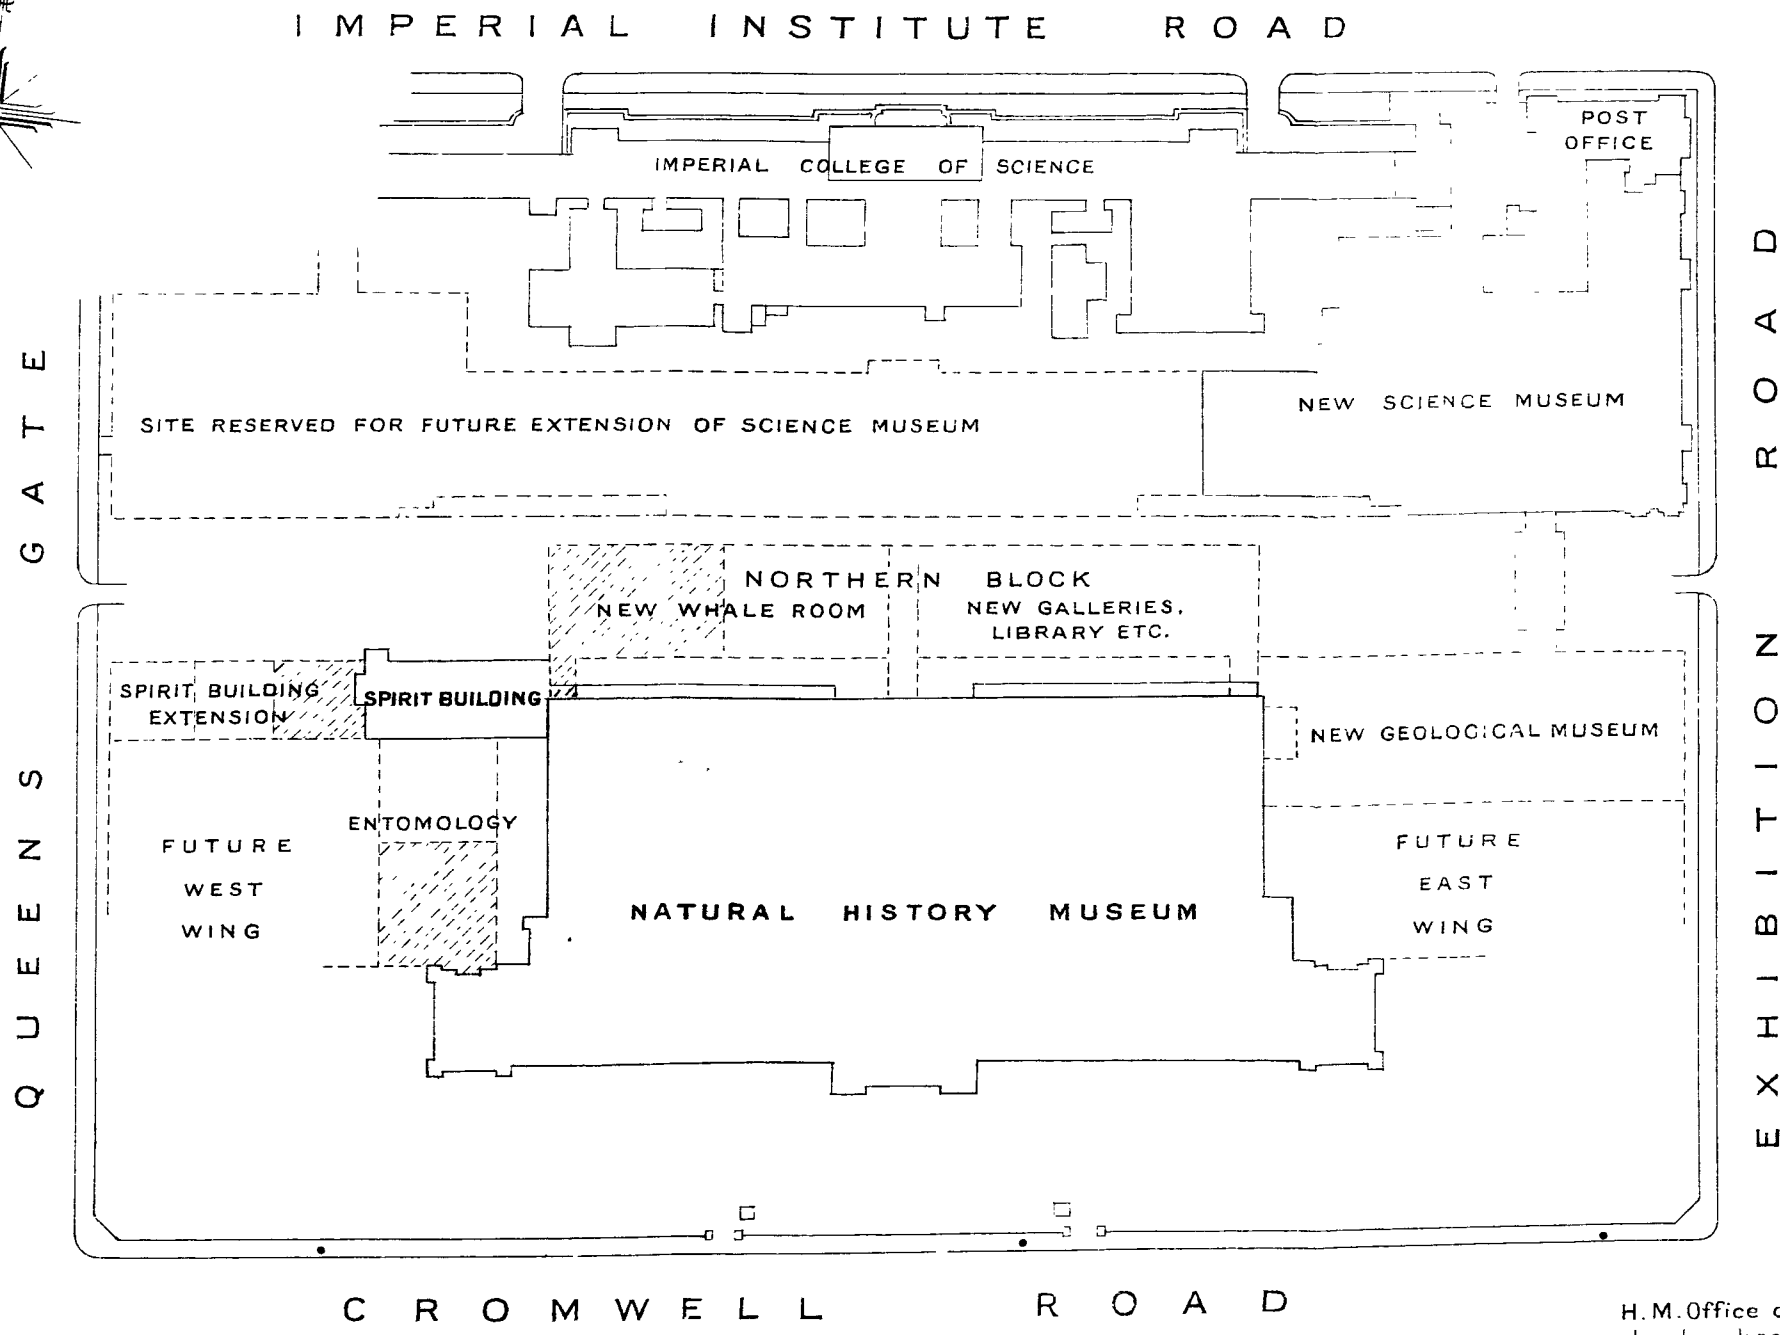 IMPERIAL INSTITUTE ROAD
POST
OFFICE
IMPERIAL COLLEGE OF SCIENCE
NEW SCIENCE MUSEUM
SITE RESERVED FOR FUTURE EXTENSION OF SCIENCE MUSEUM
NORTHERN BLOCK
NEW WHALE ROOM
NEW GALLERIES,
LIBRARY ETC.
SPIRIT BUILDING
EXTENSION
SPIRIT BUILDING
NEW GEOLOGICAL MUSEUM
ENTOMOLOGY
FUTURE
WEST
WING
FUTURE
EAST
WING
NATURAL HISTORY MUSEUM
QUEENS GATE
EXHIBITION ROAD
CROMWELL ROAD
H.M.Office